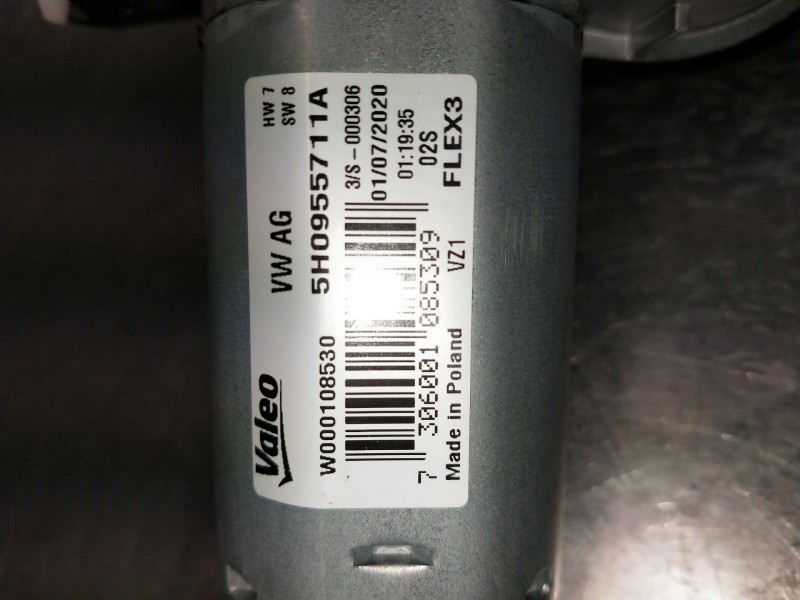 HW 7
SW 8
VW AG
5H0955711A
Valeo
W000108530
3/S - 000306
01/07/2020
01:19:35
02S
FLEX3
7 306001 085309
VZ1
Made in Poland